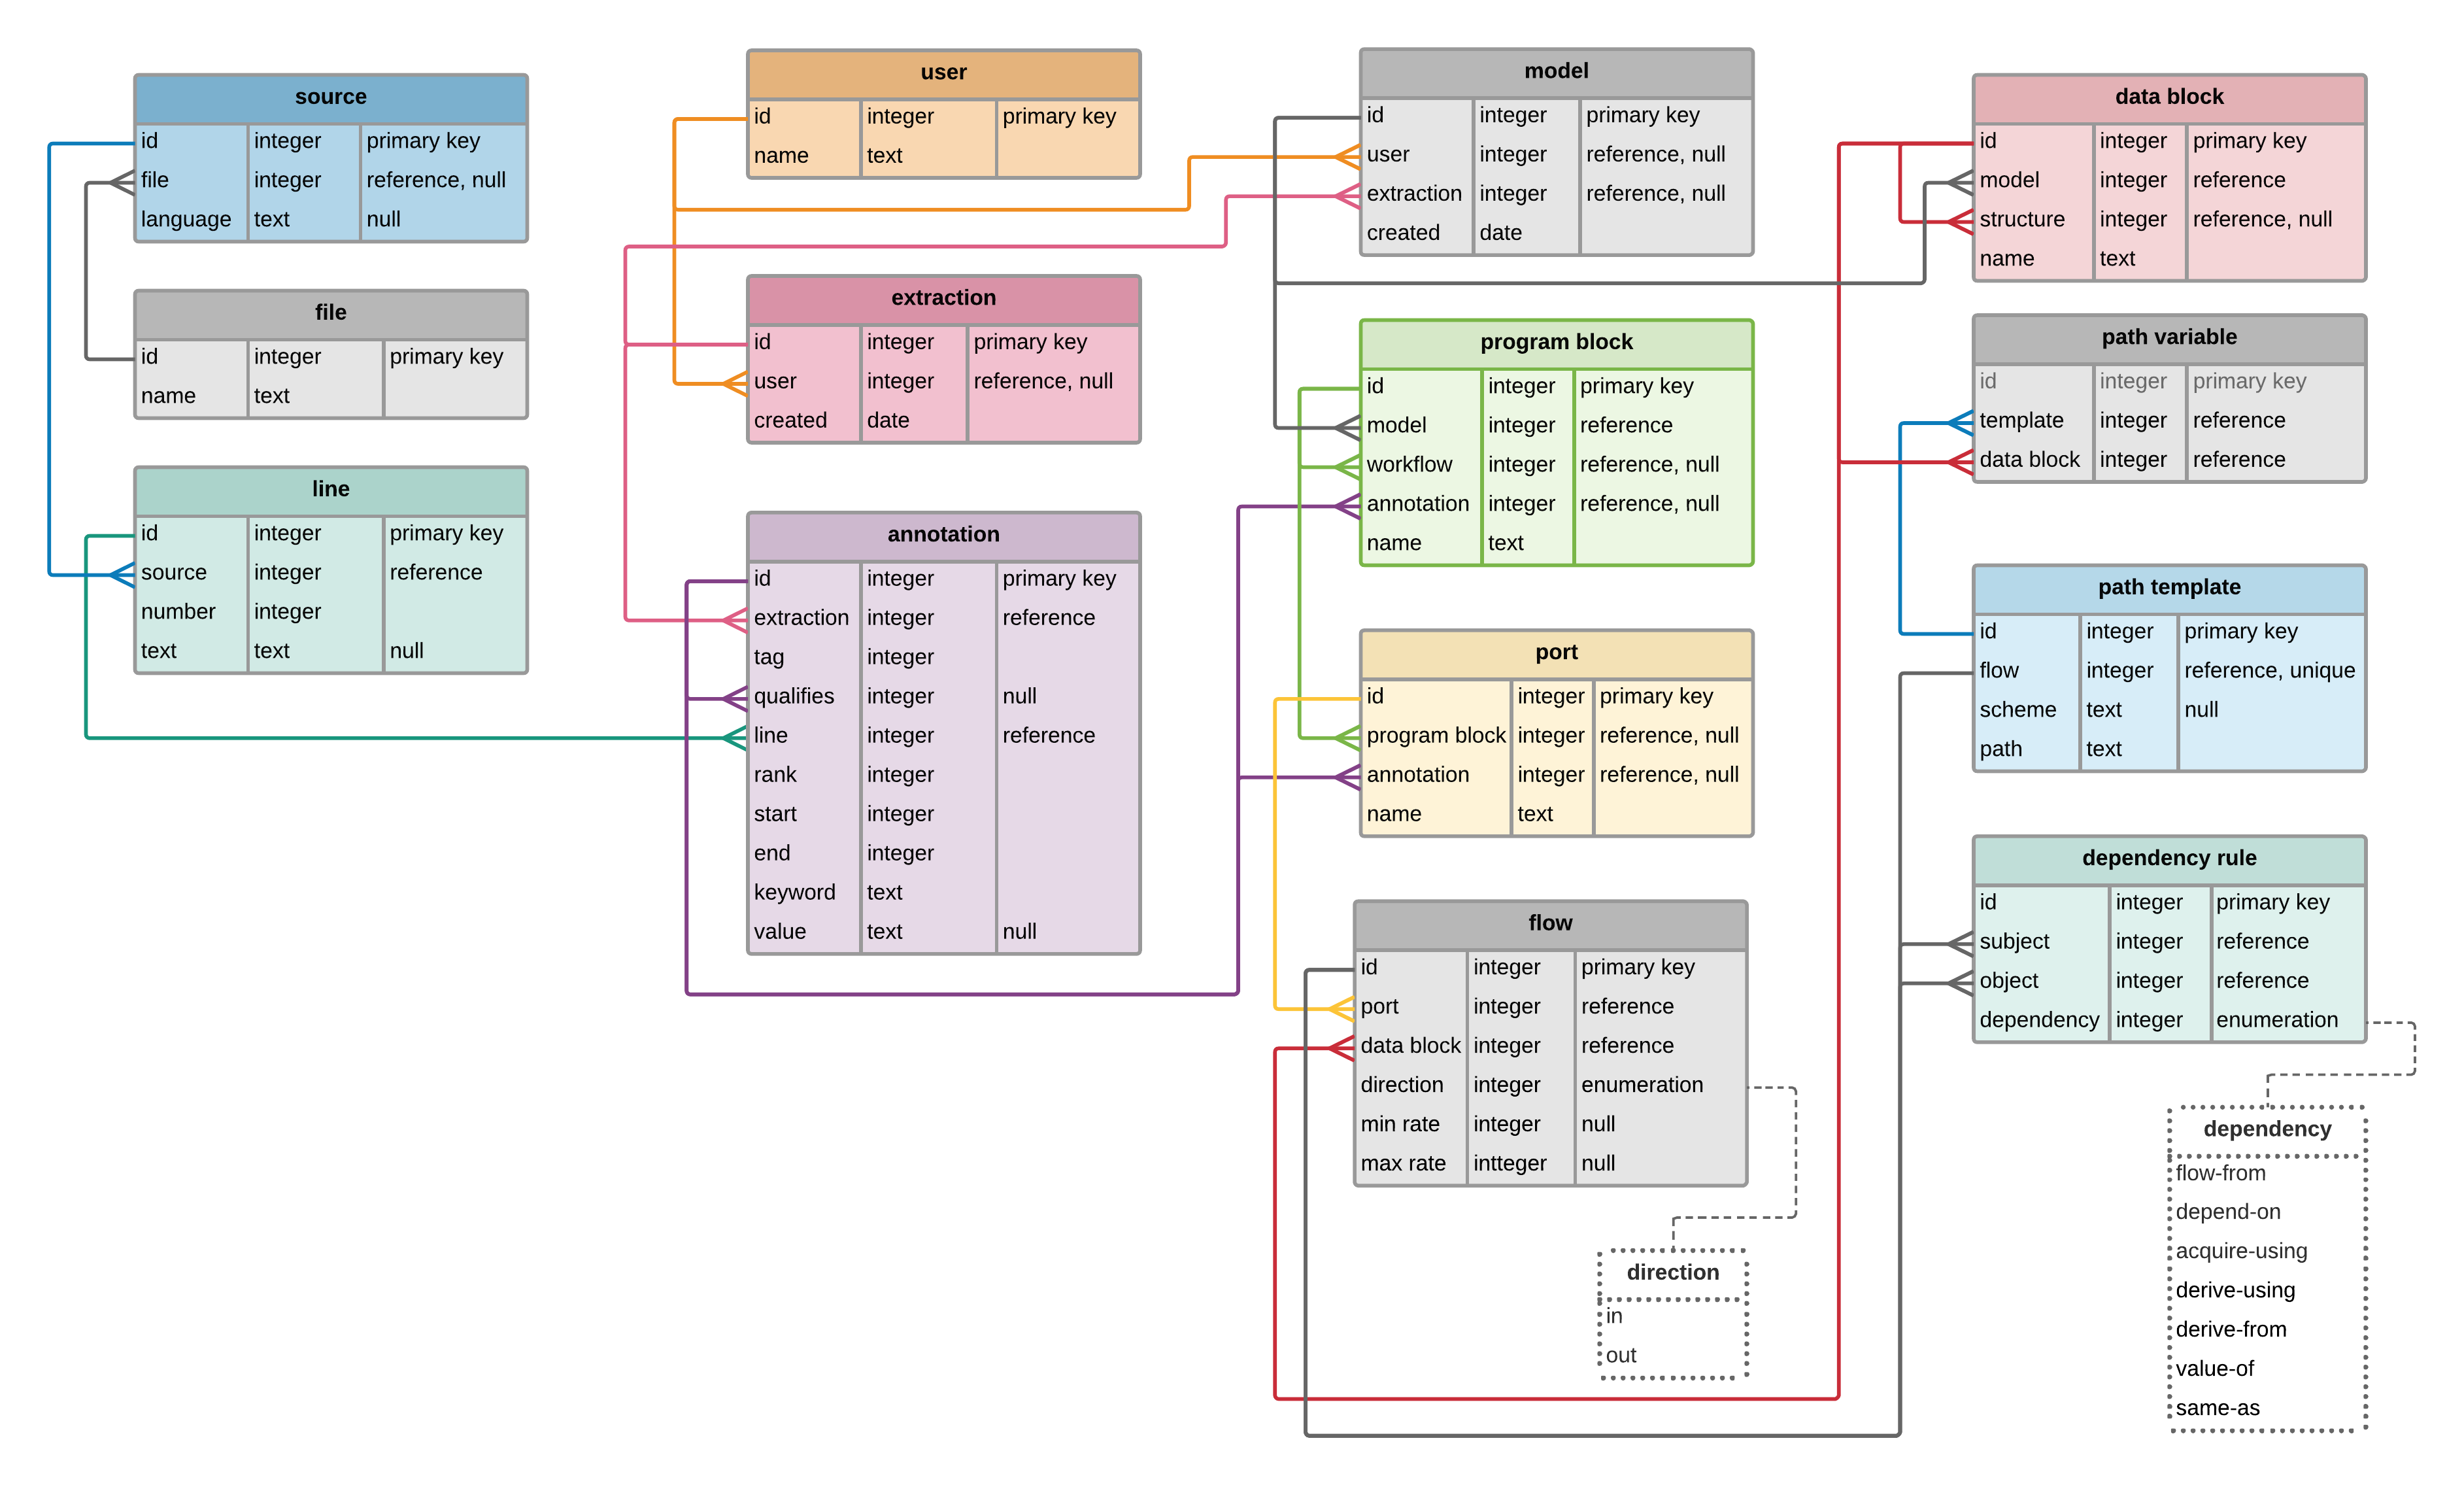 source
id integer primary key
file integer reference, null
language text null
file
id integer primary key
name text
line
id integer primary key
source integer reference
number integer
text text null
user
id integer primary key
name text
extraction
id integer primary key
user integer reference, null
created date
annotation
id integer primary key
extraction integer reference
tag integer
qualifies integer null
line integer reference
rank integer
start integer
end integer
keyword text
value text null
model
id integer primary key
user integer reference, null
extraction integer reference, null
created date
program block
id integer primary key
model integer reference
workflow integer reference, null
annotation integer reference, null
name text
port
id integer primary key
program block integer reference, null
annotation integer reference, null
name text
flow
id integer primary key
port integer reference
data block integer reference
direction integer enumeration
min rate integer null
max rate intteger null
direction
in
out
data block
id integer primary key
model integer reference
structure integer reference, null
name text
path variable
id integer primary key
template integer reference
data block integer reference
path template
id integer primary key
flow integer reference, unique
scheme text null
path text
dependency rule
id integer primary key
subject integer reference
object integer reference
dependency integer enumeration
dependency
flow-from
depend-on
acquire-using
derive-using
derive-from
value-of
same-as